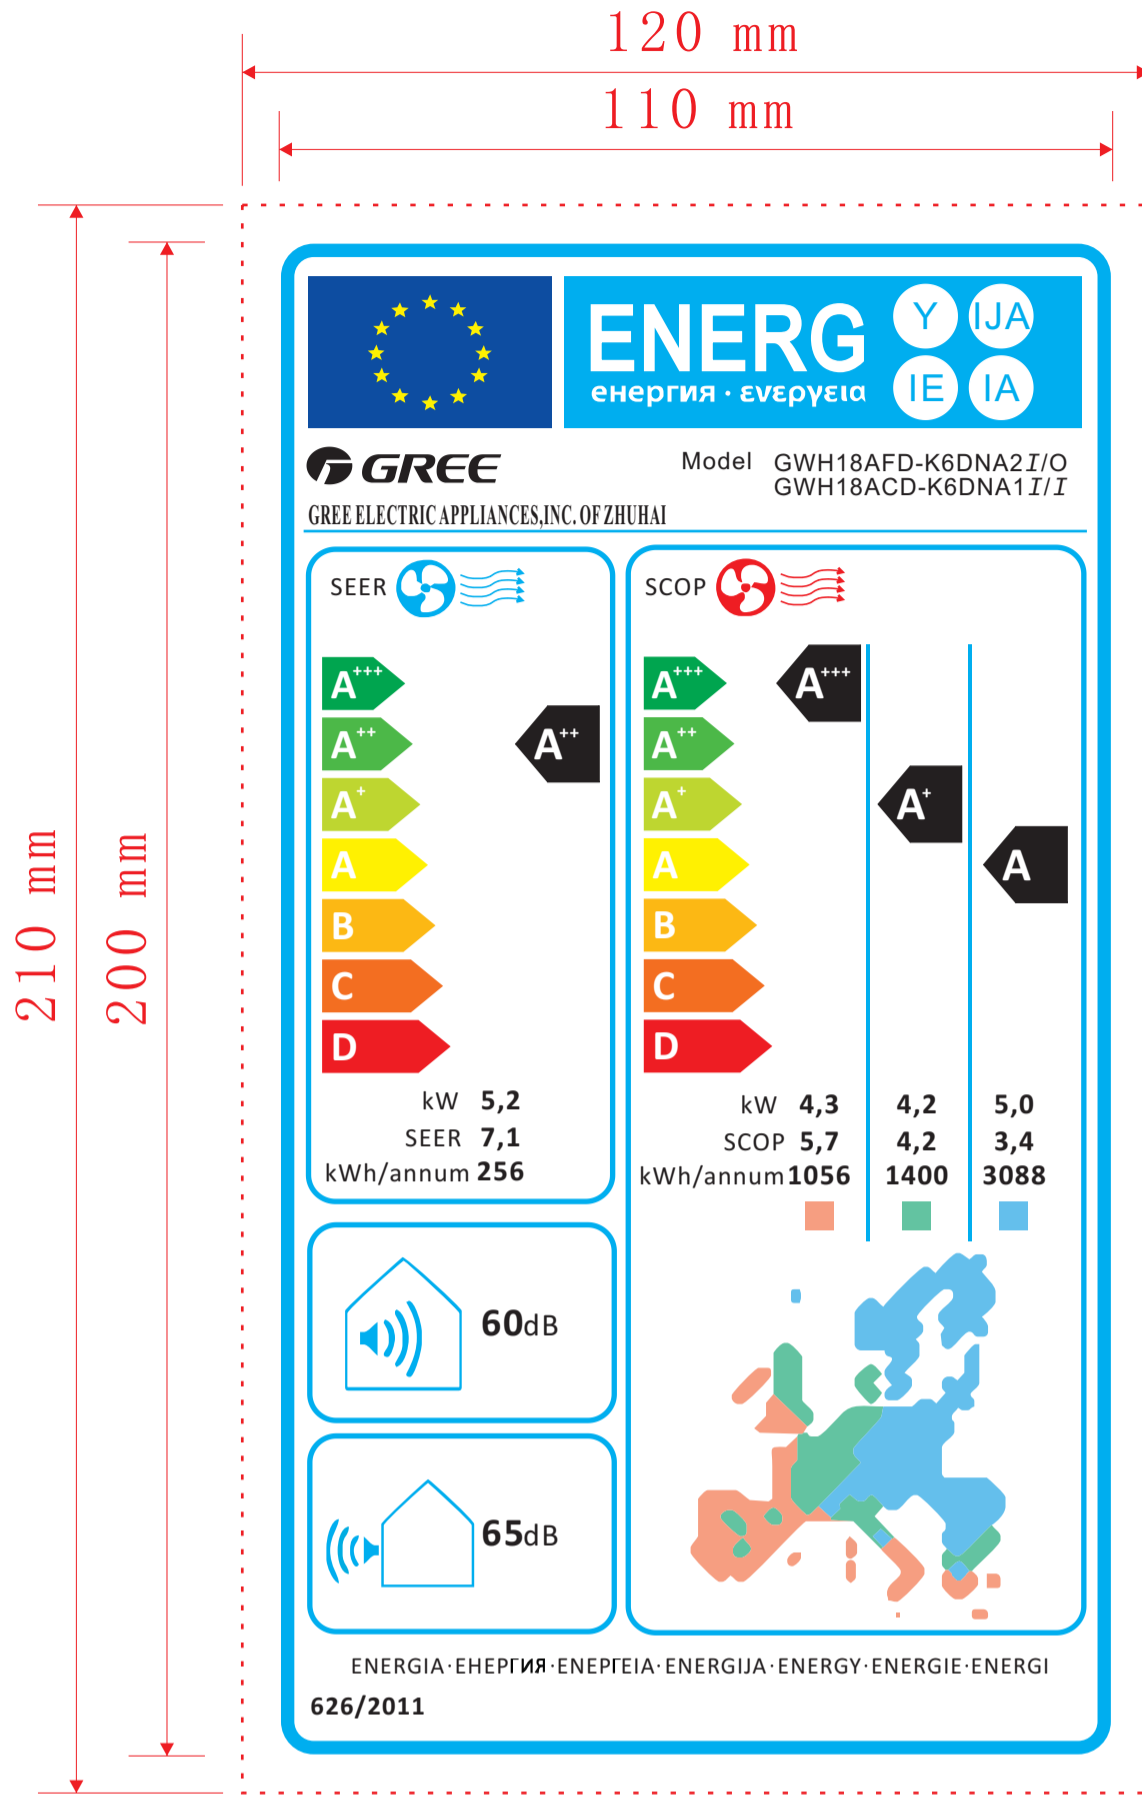 120 mm
110 mm
210 mm
200 mm
ENERG
енергия · ενεργεια
Y IJA
IE IA
GREE
Model GWH18AFD-K6DNA2I/O
GWH18ACD-K6DNA1I/I
GREE ELECTRIC APPLIANCES,INC. OF ZHUHAI
SEER
A+++
A++
A+
A
B
C
D
A++
kW 5,2
SEER 7,1
kWh/annum 256
SCOP
A+++
A++
A+
A
B
C
D
A+++
A+
A
kW 4,3 4,2 5,0
SCOP 5,7 4,2 3,4
kWh/annum 1056 1400 3088
60dB
65dB
ENERGIA·ЕНЕРГИЯ·ΕΝΕΡΓΕΙΑ·ENERGIJA·ENERGY·ENERGIE·ENERGI
626/2011